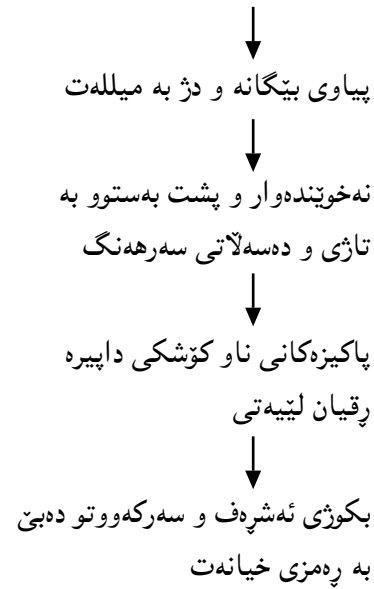 پیاوی بێگانە و دژ بە میللەت
نەخوێندەوار و پشت بەستوو بە
تاژی و دەسەڵاتی سەرهەنگ
پاکیزەکانی ناو کۆشکی داپیرە
ڕقیان لێیەتی
بکوژی ئەشرەف و سەرکەووتو دەبێ
بە ڕەمزی خیانەت